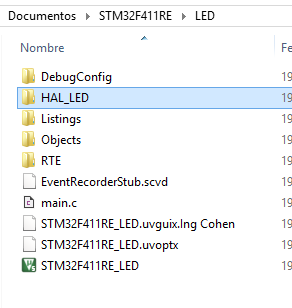 Documentos ▸ STM32F411RE ▸ LED
Nombre Fe
DebugConfig 19
HAL_LED 19
Listings 19
Objects 19
RTE 19
EventRecorderStub.scvd 19
main.c 19
STM32F411RE_LED.uvguix.Ing Cohen 19
STM32F411RE_LED.uvoptx 19
STM32F411RE_LED 19